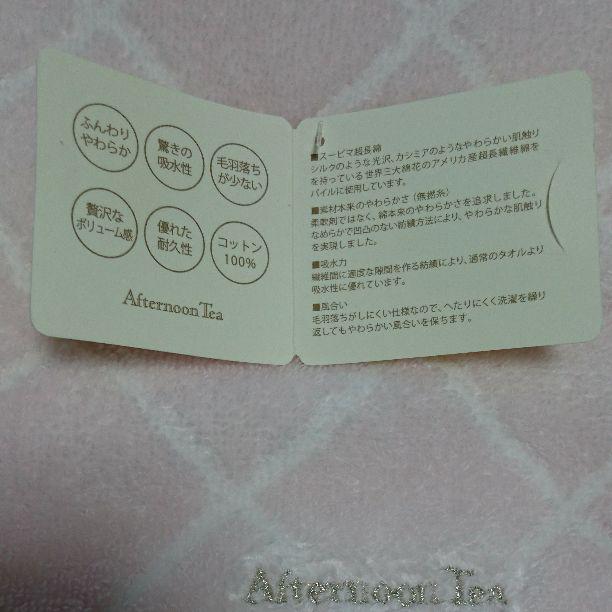 ふんわり
やわらか
驚きの
吸水性
毛羽落ち
が少ない
贅沢な
ボリューム感
優れた
耐久性
コットン
100%
AfternoonTea
■スーピマ超長綿
シルクのような光沢、カシミアのようなやわらかい肌触り
を持っている世界三大綿花のアメリカ産超長繊維綿を
パイルに使用しています。
■素材本来のやわらかさ（無撚糸）
柔軟剤ではなく、綿本来のやわらかさを追求しました。
なめらかで凹凸のない紡績方法により、やわらかな肌触り
を実現しました。
■吸水力
繊維間に適度な隙間を作る紡績により、通常のタオルより
吸水性に優れています。
■風合い
毛羽落ちがしにくい仕様なので、へたりにくく洗濯を繰り
返してもやわらかい風合いを保ちます。
Afternoon Tea